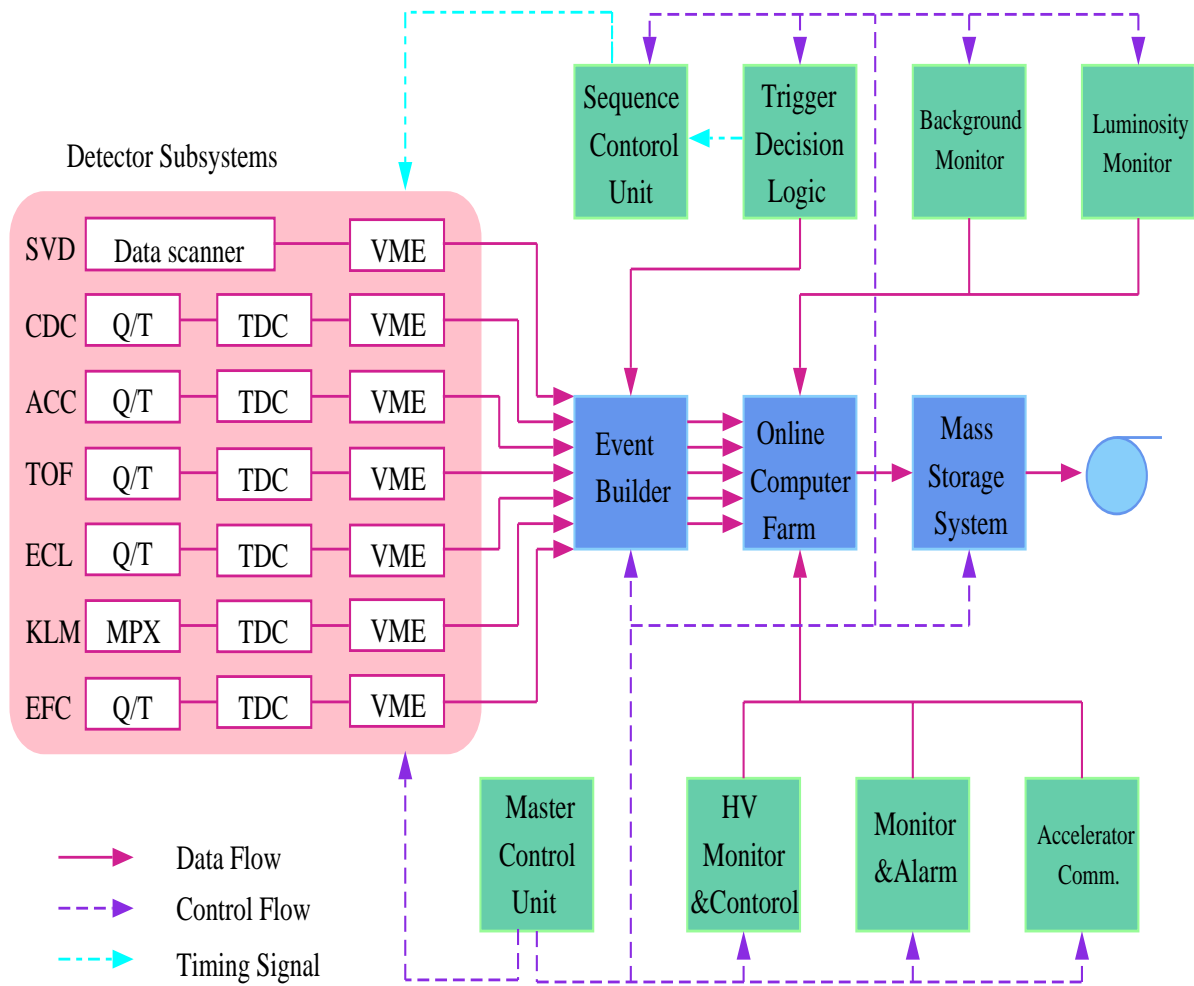 Sequence
Contorol
Unit
Trigger
Decision
Logic
Background
Monitor
Luminosity
Monitor
Detector Subsystems
SVD
Data scanner
VME
CDC
Q/T
TDC
VME
ACC
Q/T
TDC
VME
TOF
Q/T
TDC
VME
ECL
Q/T
TDC
VME
KLM
MPX
TDC
VME
EFC
Q/T
TDC
VME
Event
Builder
Online
Computer
Farm
Mass
Storage
System
Master
Control
Unit
HV
Monitor
&Contorol
Monitor
&Alarm
Accelerator
Comm.
Data Flow
Control Flow
Timing Signal